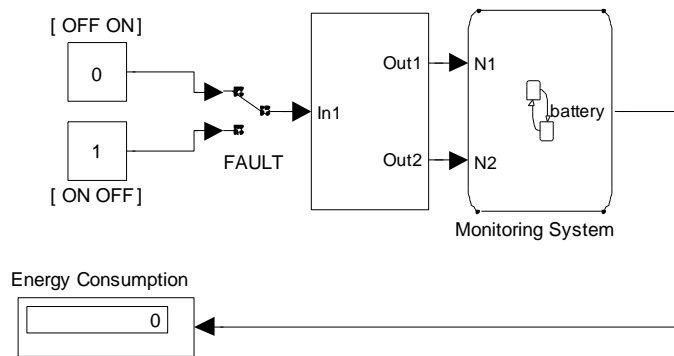 [ OFF ON]
0
1
[ ON OFF]
FAULT
In1
Out1
Out2
N1
N2
battery
Monitoring System
Energy Consumption
0